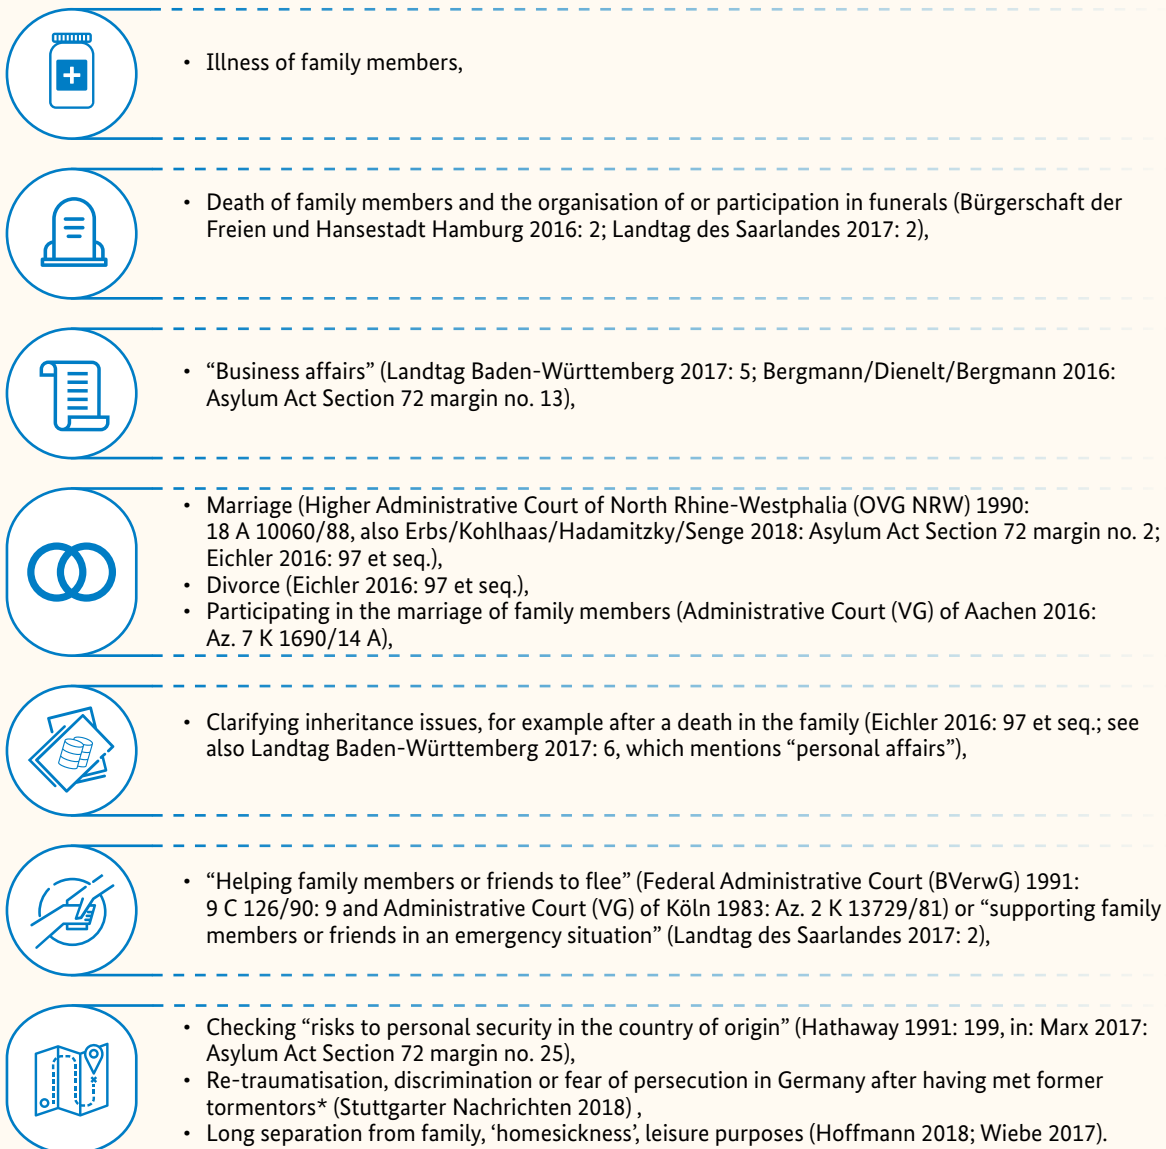 • Illness of family members,
• Death of family members and the organisation of or participation in funerals (Bürgerschaft der
Freien und Hansestadt Hamburg 2016: 2; Landtag des Saarlandes 2017: 2),
• “Business affairs” (Landtag Baden-Württemberg 2017: 5; Bergmann/Dienelt/Bergmann 2016:
Asylum Act Section 72 margin no. 13),
• Marriage (Higher Administrative Court of North Rhine-Westphalia (OVG NRW) 1990:
18 A 10060/88, also Erbs/Kohlhaas/Hadamitzky/Senge 2018: Asylum Act Section 72 margin no. 2;
Eichler 2016: 97 et seq.),
• Divorce (Eichler 2016: 97 et seq.),
• Participating in the marriage of family members (Administrative Court (VG) of Aachen 2016:
Az. 7 K 1690/14 A),
• Clarifying inheritance issues, for example after a death in the family (Eichler 2016: 97 et seq.; see
also Landtag Baden-Württemberg 2017: 6, which mentions “personal affairs”),
• “Helping family members or friends to flee” (Federal Administrative Court (BVerwG) 1991:
9 C 126/90: 9 and Administrative Court (VG) of Köln 1983: Az. 2 K 13729/81) or “supporting family
members or friends in an emergency situation” (Landtag des Saarlandes 2017: 2),
• Checking “risks to personal security in the country of origin” (Hathaway 1991: 199, in: Marx 2017:
Asylum Act Section 72 margin no. 25),
• Re-traumatisation, discrimination or fear of persecution in Germany after having met former
tormentors* (Stuttgarter Nachrichten 2018) ,
• Long separation from family, ‘homesickness’, leisure purposes (Hoffmann 2018; Wiebe 2017).